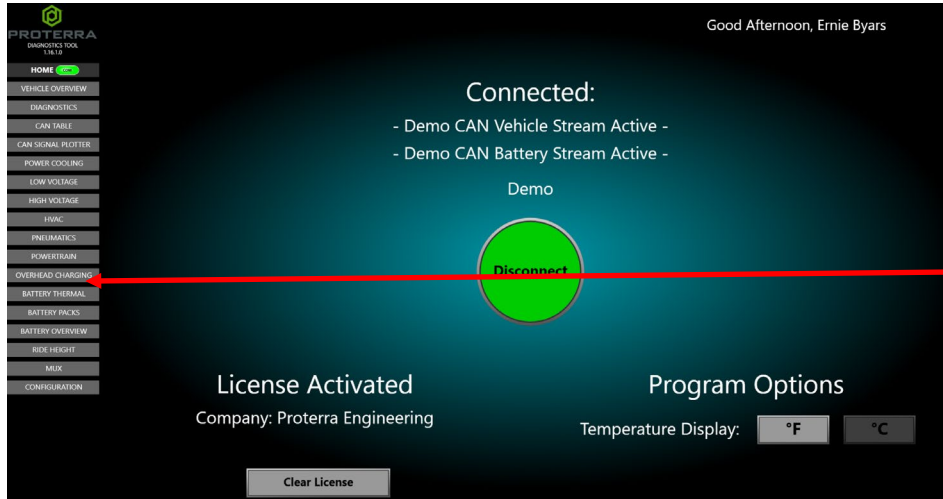 PROTERRA
DIAGNOSTICS TOOL
1.16.1.0
Good Afternoon, Ernie Byars
HOME
LINK
VEHICLE OVERVIEW
DIAGNOSTICS
CAN TABLE
CAN SIGNAL PLOTTER
POWER COOLING
LOW VOLTAGE
HIGH VOLTAGE
HVAC
PNEUMATICS
POWERTRAIN
OVERHEAD CHARGING
BATTERY THERMAL
BATTERY PACKS
BATTERY OVERVIEW
RIDE HEIGHT
MUX
CONFIGURATION
Connected:
- Demo CAN Vehicle Stream Active -
- Demo CAN Battery Stream Active -
Demo
Disconnect
License Activated
Company: Proterra Engineering
Clear License
Program Options
Temperature Display: °F °C